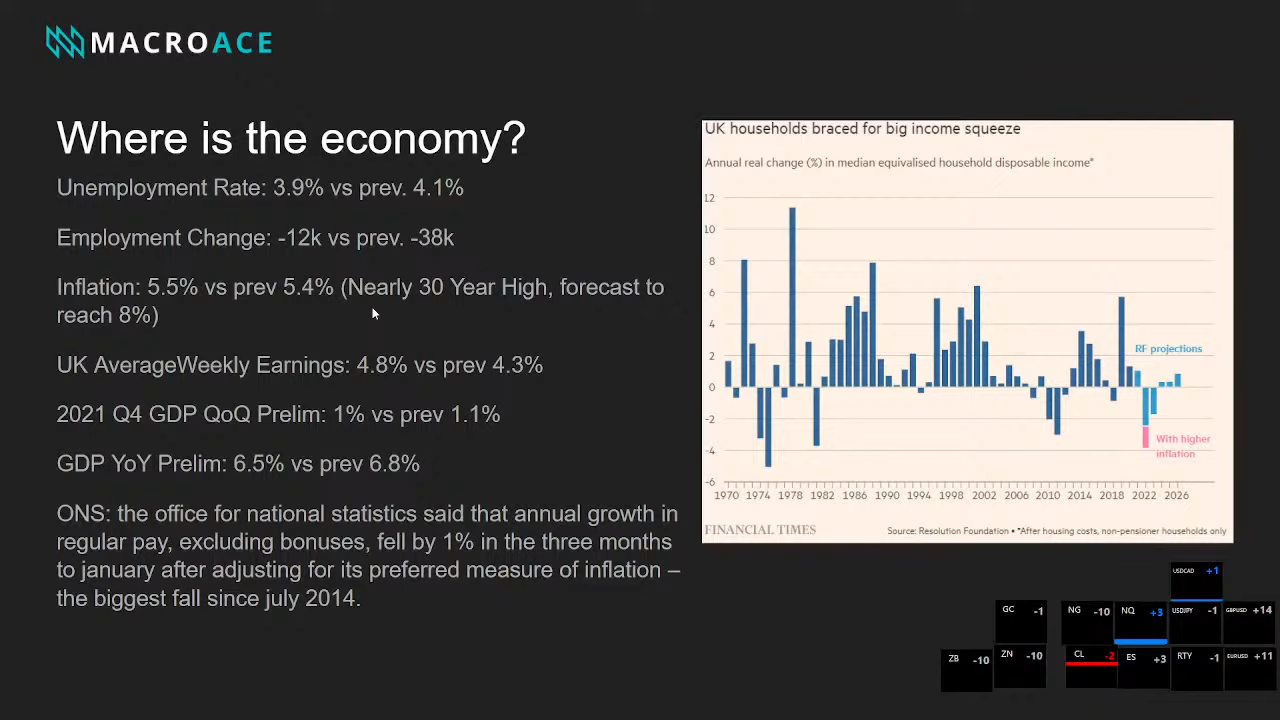 MACROACE
Where is the economy?
Unemployment Rate: 3.9% vs prev. 4.1%
Employment Change: -12k vs prev. -38k
Inflation: 5.5% vs prev 5.4% (Nearly 30 Year High, forecast to
reach 8%)
UK AverageWeekly Earnings: 4.8% vs prev 4.3%
2021 Q4 GDP QoQ Prelim: 1% vs prev 1.1%
GDP YoY Prelim: 6.5% vs prev 6.8%
ONS: the office for national statistics said that annual growth in
regular pay, excluding bonuses, fell by 1% in the three months
to january after adjusting for its preferred measure of inflation –
the biggest fall since july 2014.
UK households braced for big income squeeze
Annual real change (%) in median equivalised household disposable income*
12
10
8
6
4
2
0
-2
-4
-6
RF projections
With higher
inflation
1970 1974 1978 1982 1986 1990 1994 1998 2002 2006 2010 2014 2018 2022 2026
FINANCIAL TIMES
Source: Resolution Foundation • *After housing costs, non-pensioner households only
USDCAD +1
GC -1
NG -10
NQ +3
USDJPY -1
GBPUSD +14
ZB -10
ZN -10
CL -2
ES +3
RTY -1
EURUSD +11